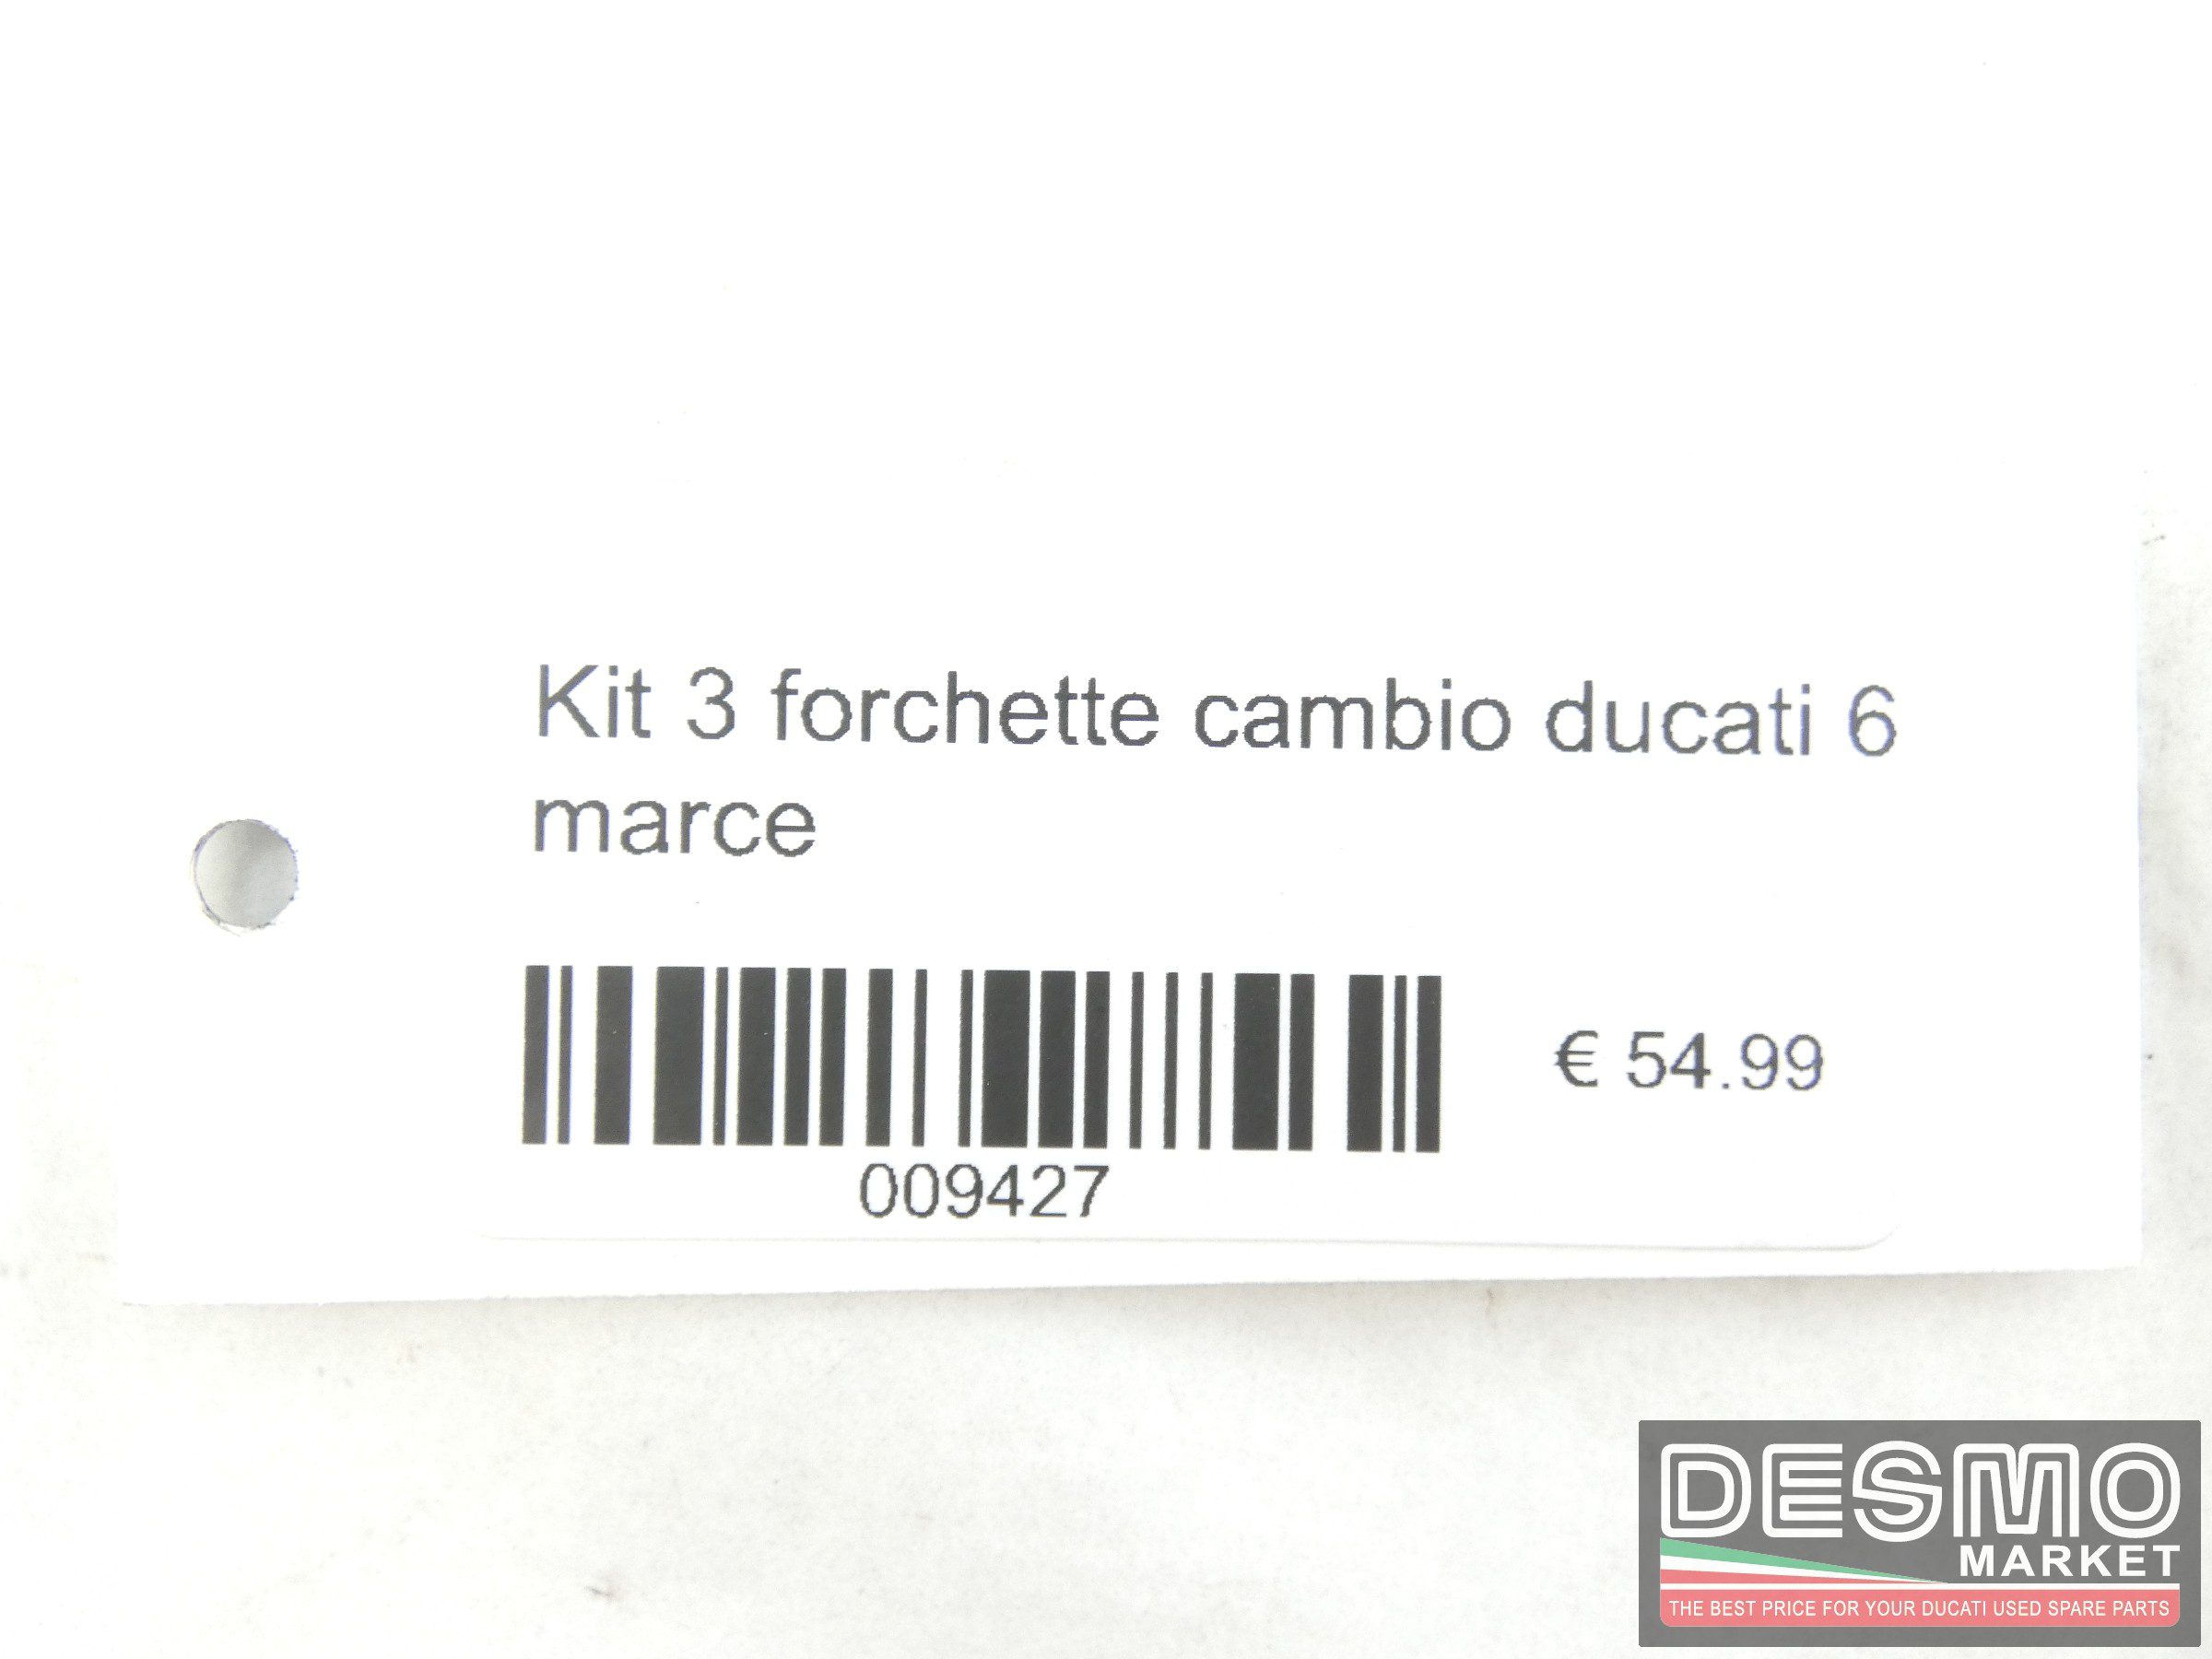 Kit 3 forchette cambio ducati 6
marce
€ 54.99
009427
DESMO
MARKET
THE BEST PRICE FOR YOUR DUCATI USED SPARE PARTS